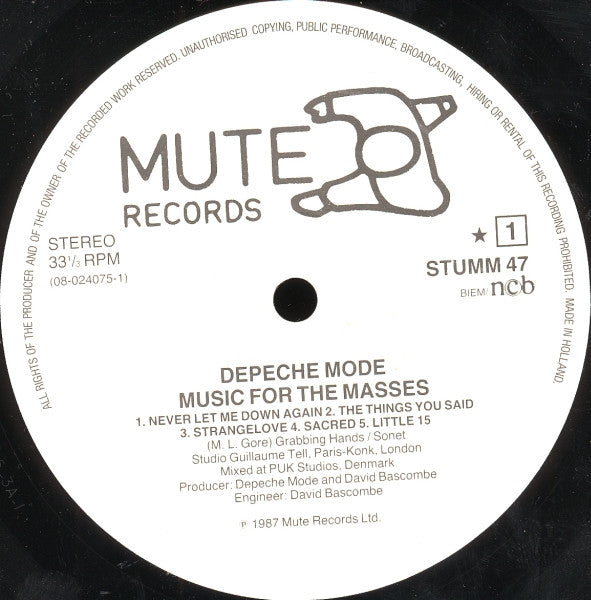 ALL RIGHTS OF THE PRODUCER AND OF THE OWNER OF THE RECORDED WORK RESERVED. UNAUTHORISED COPYING, PUBLIC PERFORMANCE, BROADCASTING, HIRING OR RENTAL OF THIS RECORDING PROHIBITED. MADE IN HOLLAND.
MUTE
RECORDS
STEREO
33 1/3 RPM
(08-024075-1)
★ 1
STUMM 47
BIEM/ncb
DEPECHE MODE
MUSIC FOR THE MASSES
1. NEVER LET ME DOWN AGAIN 2. THE THINGS YOU SAID
3. STRANGELOVE 4. SACRED 5. LITTLE 15
(M. L. Gore) Grabbing Hands / Sonet
Studio Guillaume Tell, Paris-Konk, London
Mixed at PUK Studios, Denmark
Producer: Depeche Mode and David Bascombe
Engineer: David Bascombe
℗ 1987 Mute Records Ltd.